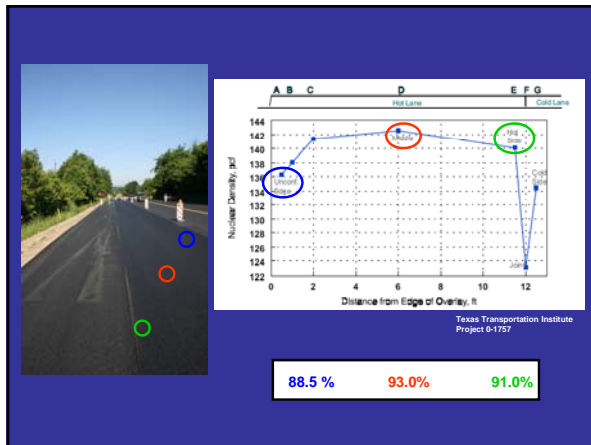 A B C D E F G
Hot Lane Cold Lane
144
142
140
138
136
134
132
130
128
126
124
122
Nuclear Density, pcf
Unconf.
Edge
Middle
Hot
Side
Cold
Side
Joint
0 2 4 6 8 10 12
Distance from Edge of Overlay, ft
Texas Transportation Institute
Project 0-1757
88.5 % 93.0% 91.0%